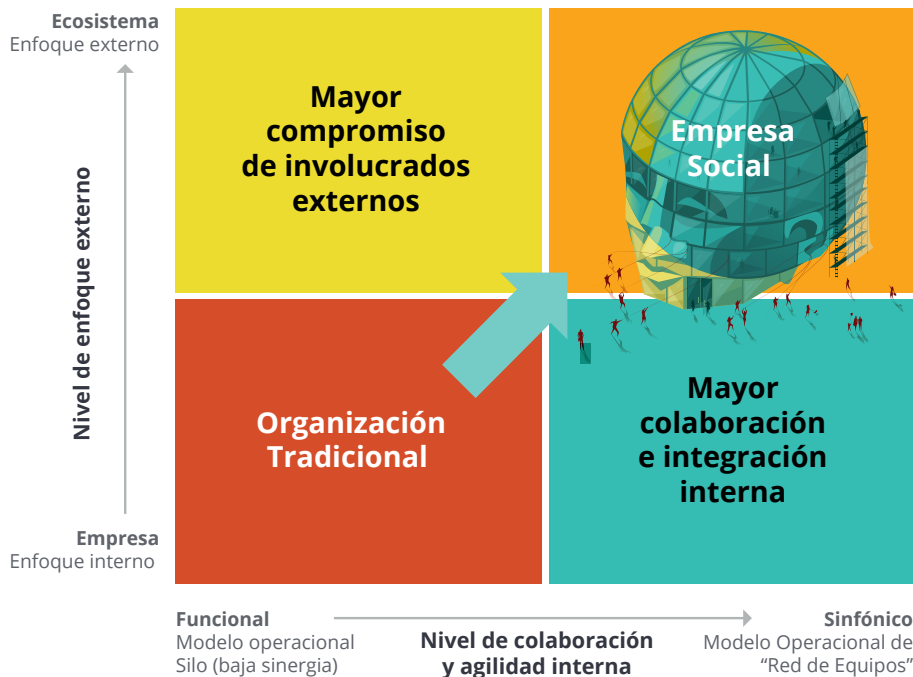 Ecosistema
Enfoque externo
Mayor
compromiso
de involucrados
externos
Empresa
Social
Nivel de enfoque externo
Organización
Tradicional
Mayor
colaboración
e integración
interna
Empresa
Enfoque interno
Funcional
Modelo operacional
Silo (baja sinergia)
Nivel de colaboración
y agilidad interna
Sinfónico
Modelo Operacional de
“Red de Equipos”